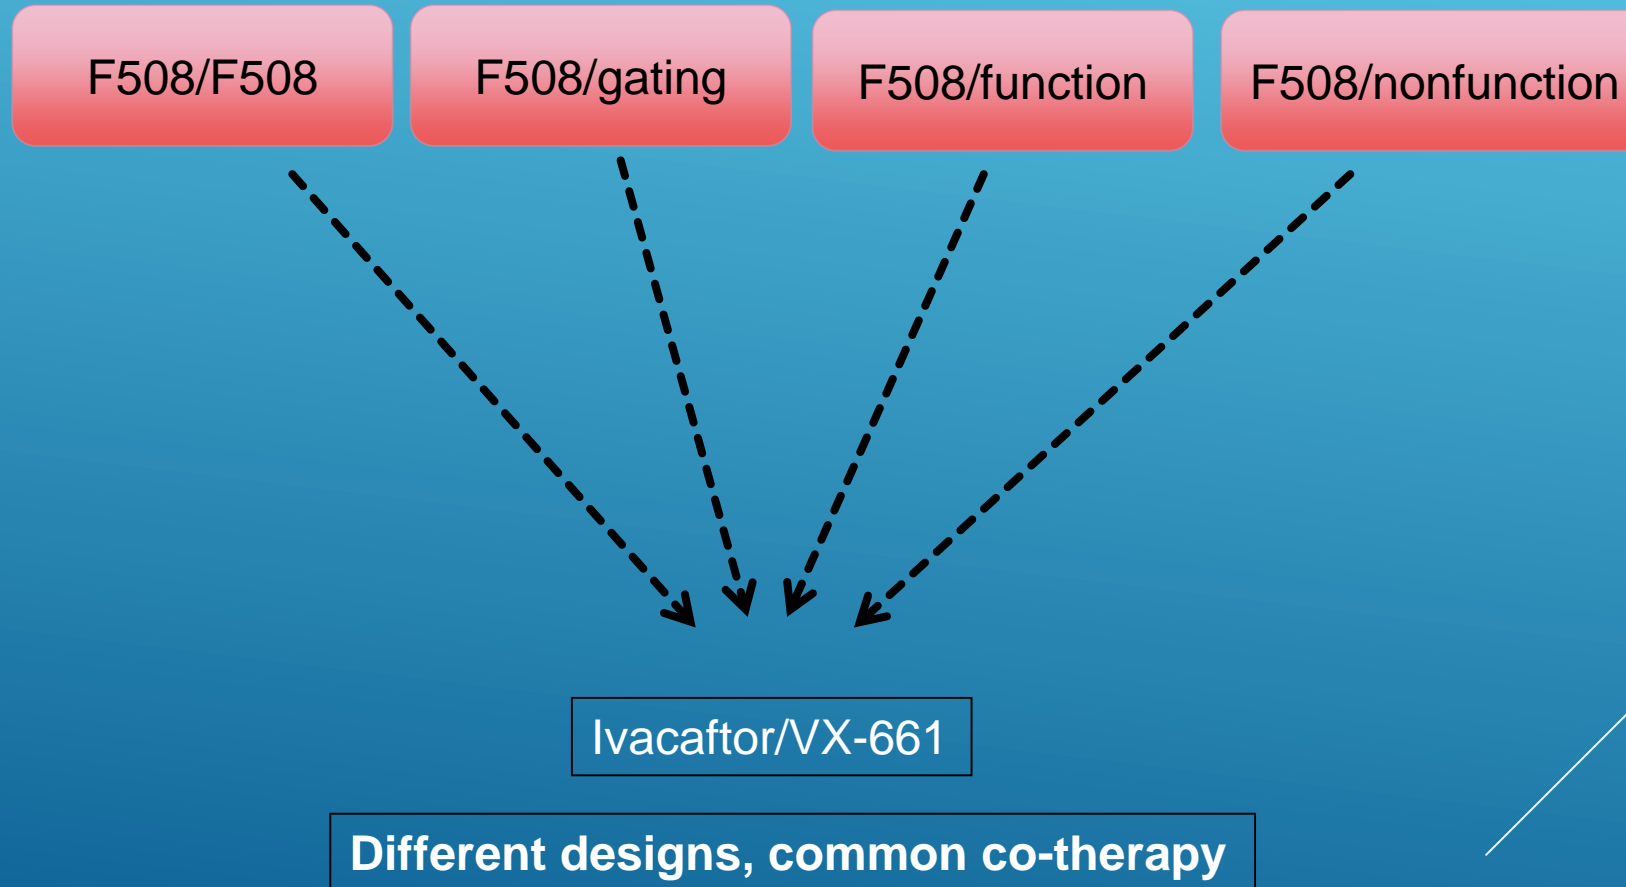 F508/F508
F508/gating
F508/function
F508/nonfunction
Ivacaftor/VX-661
Different designs, common co-therapy